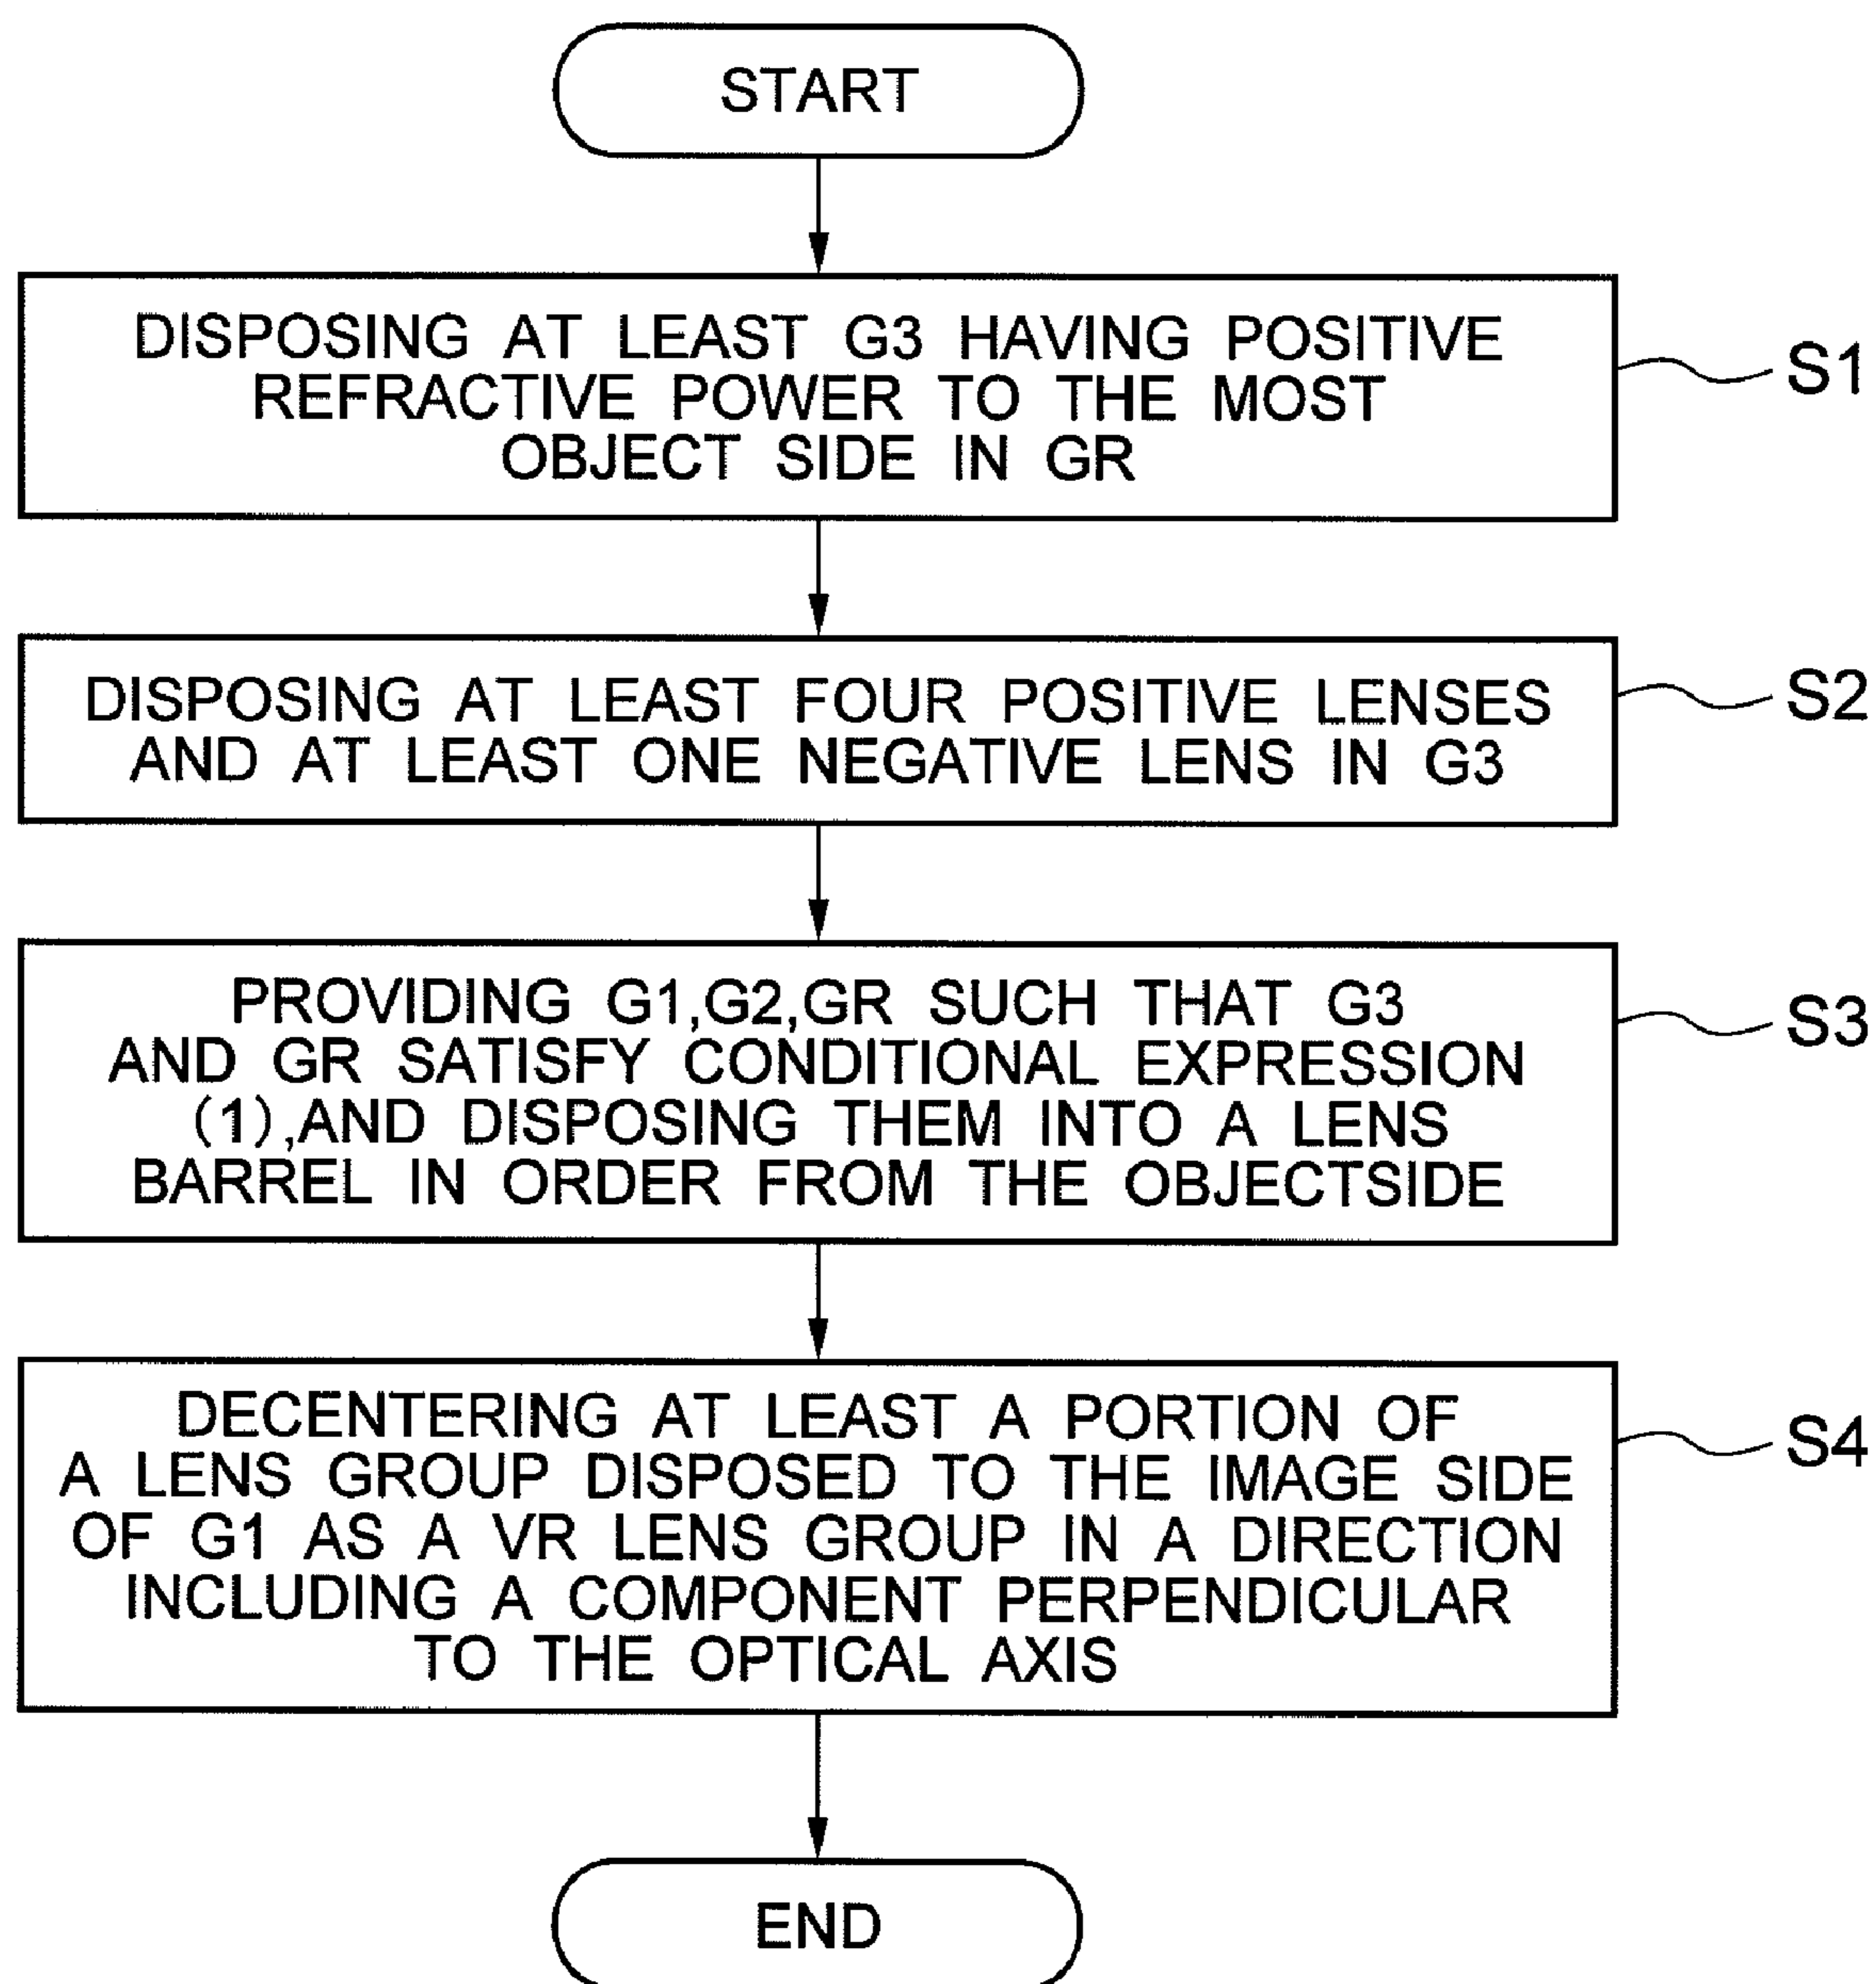 START
DISPOSING AT LEAST G3 HAVING POSITIVE
REFRACTIVE POWER TO THE MOST
OBJECT SIDE IN GR
S1
DISPOSING AT LEAST FOUR POSITIVE LENSES
AND AT LEAST ONE NEGATIVE LENS IN G3
S2
PROVIDING G1,G2,GR SUCH THAT G3
AND GR SATISFY CONDITIONAL EXPRESSION
(1),AND DISPOSING THEM INTO A LENS
BARREL IN ORDER FROM THE OBJECTSIDE
S3
DECENTERING AT LEAST A PORTION OF
A LENS GROUP DISPOSED TO THE IMAGE SIDE
OF G1 AS A VR LENS GROUP IN A DIRECTION
INCLUDING A COMPONENT PERPENDICULAR
TO THE OPTICAL AXIS
S4
END